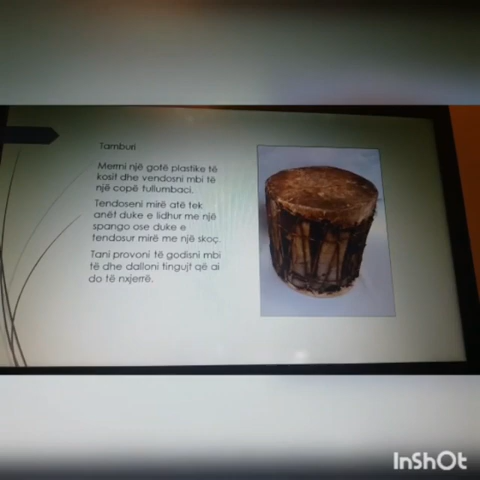 Tamburi
Merrni një gotë plastike të
kosit dhe vendosni mbi të
një copë fullumbaci.
Tendoseni mirë atë tek
anët duke e lidhur me një
spango ose duke e
tendosur mirë me një skoç.
Tani provoni të godisni mbi
të dhe dalloni tingujt që ai
do të nxjerrë.
InShOt